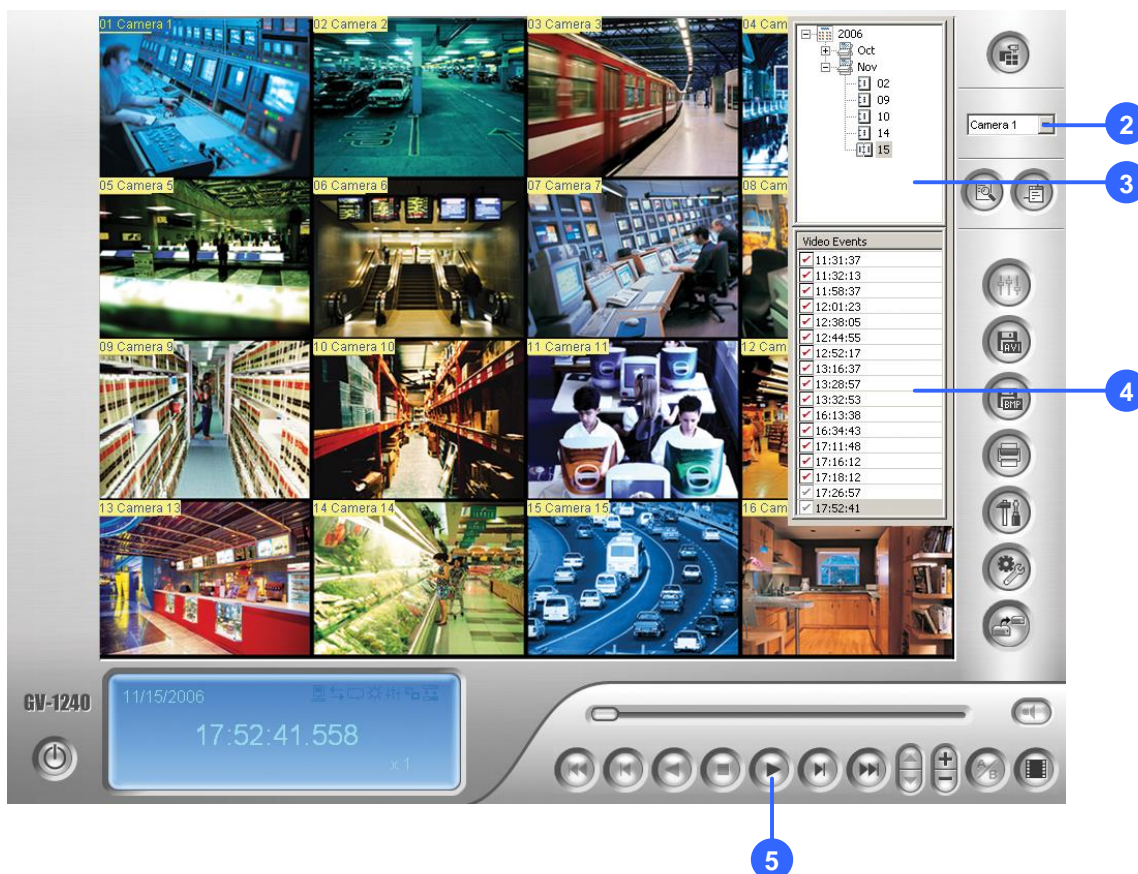 01 Camera 1
02 Camera 2
03 Camera 3
04 Cam
2006
Oct
Nov
02
09
10
14
15
Camera 1
2
3
05 Camera 5
06 Camera 6
07 Camera 7
08 Cam
Video Events
11:31:37
11:32:13
11:58:37
12:01:23
12:38:05
12:44:55
12:52:17
13:16:37
13:28:57
13:32:53
16:13:38
16:34:43
17:11:48
17:16:12
17:18:12
17:26:57
17:52:41
AVI
4
BMP
09 Camera 9
10 Camera 10
11 Camera 11
12 Cam
13 Camera 13
14 Camera 14
15 Camera 15
16 Cam
GV-1240
11/15/2006
17:52:41.558
x 1
A/B
5